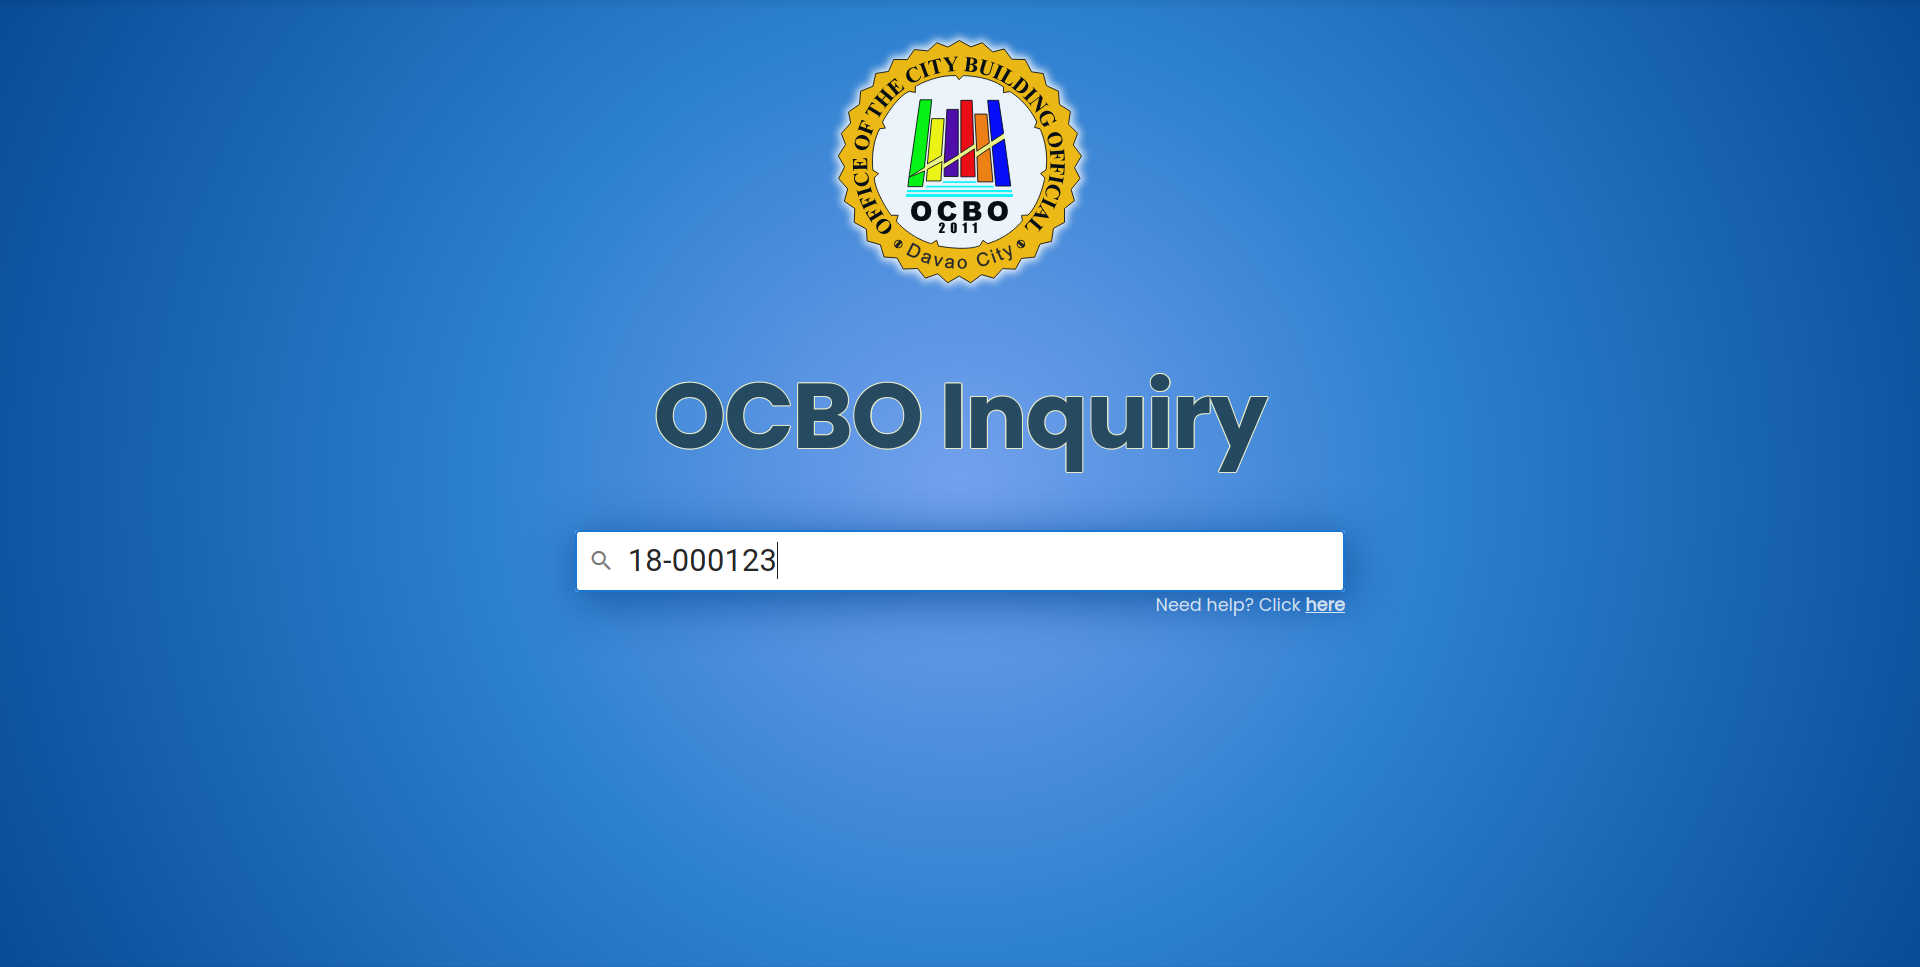 OFFICE OF THE CITY BUILDING OFFICIAL
OCBO
2011
Davao City
OCBO Inquiry
18-000123
Need help? Click here